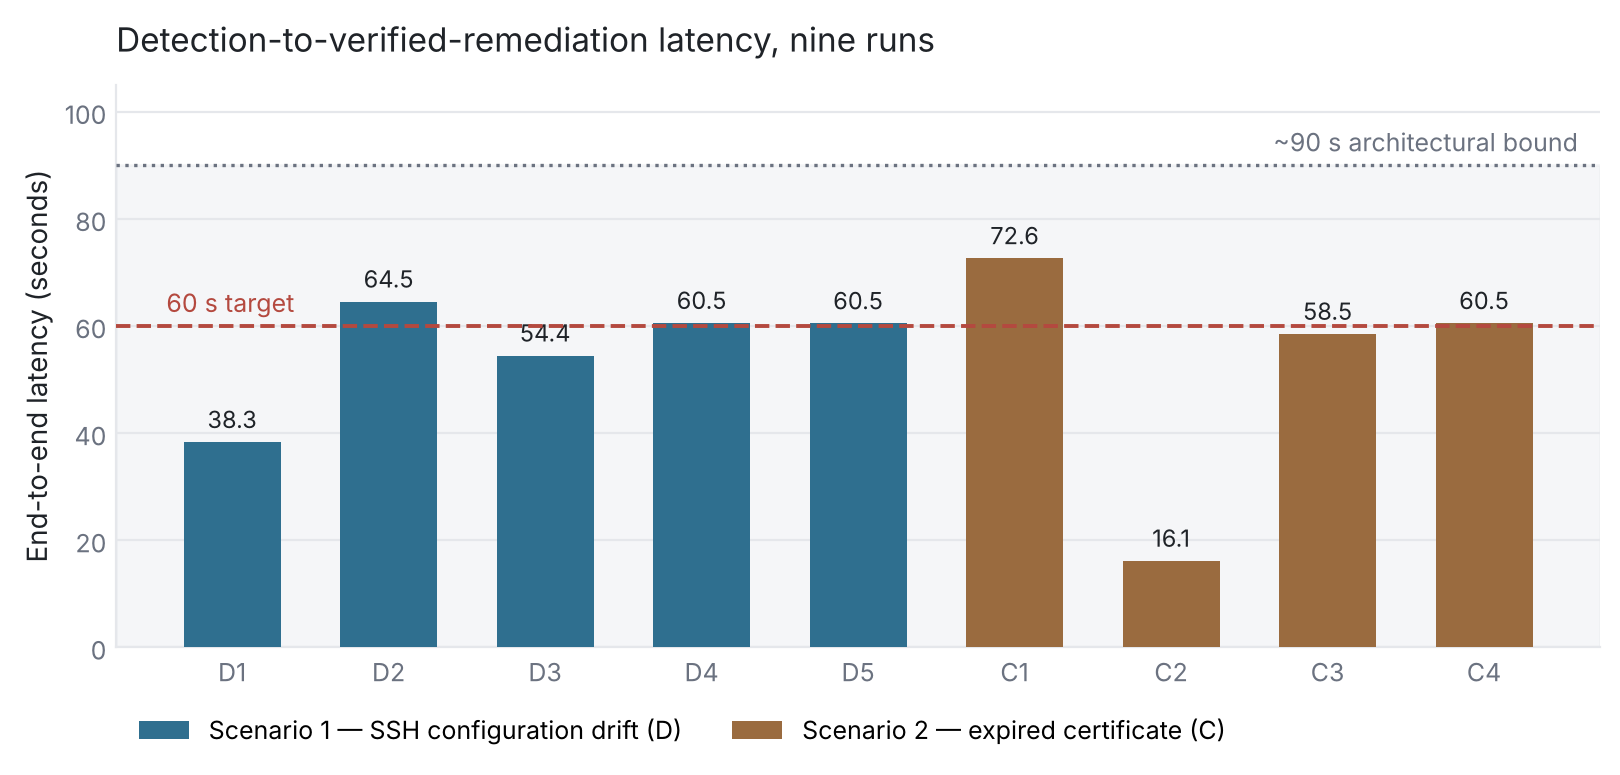 Detection-to-verified-remediation latency, nine runs
End-to-end latency (seconds)
100
80
60
40
20
0
~90 s architectural bound
60 s target
38.3
64.5
54.4
60.5
60.5
72.6
16.1
58.5
60.5
D1 D2 D3 D4 D5 C1 C2 C3 C4
Scenario 1 — SSH configuration drift (D) Scenario 2 — expired certificate (C)